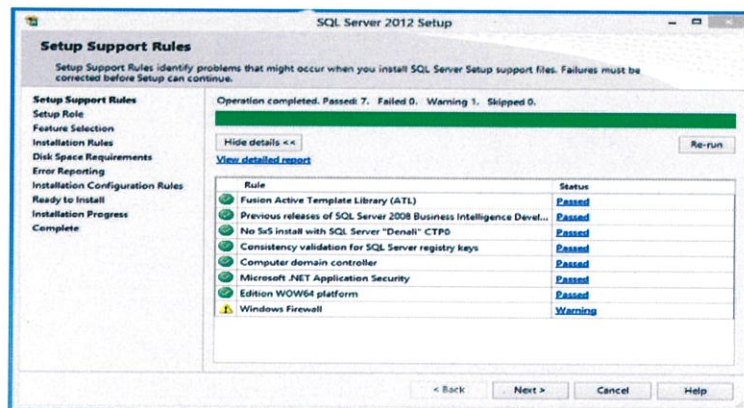 SQL Server 2012 Setup
Setup Support Rules
Setup Support Rules identify problems that might occur when you install SQL Server Setup support files. Failures must be
corrected before Setup can continue.
Setup Support Rules
Setup Role
Feature Selection
Installation Rules
Disk Space Requirements
Error Reporting
Installation Configuration Rules
Ready to Install
Installation Progress
Complete
Operation completed. Passed: 7. Failed 0. Warning 1. Skipped 0.
Hide details <<
Re-run
View detailed report
Rule Status
Fusion Active Template Library (ATL) Passed
Previous releases of SQL Server 2008 Business Intelligence Devel... Passed
No SxS install with SQL Server "Denali" CTP0 Passed
Consistency validation for SQL Server registry keys Passed
Computer domain controller Passed
Microsoft .NET Application Security Passed
Edition WOW64 platform Passed
Windows Firewall Warning
< Back Next > Cancel Help